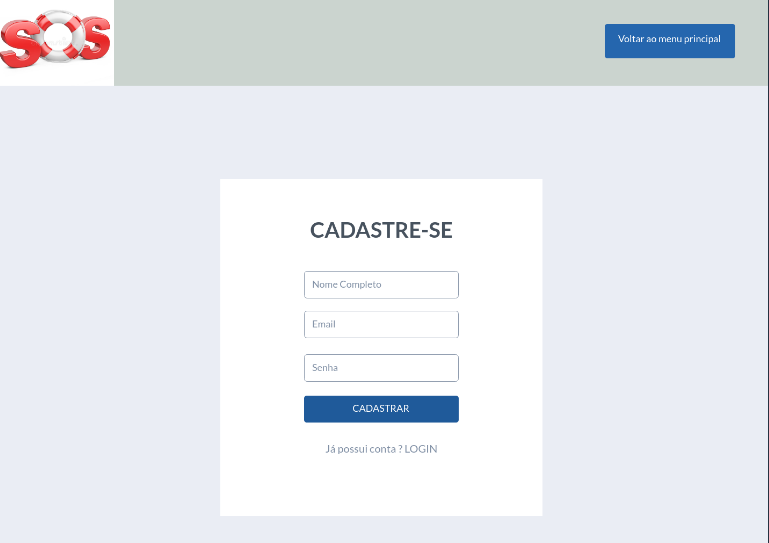 SOS
Voltar ao menu principal
CADASTRE-SE
Nome Completo
Email
Senha
CADASTRAR
Já possui conta ? LOGIN